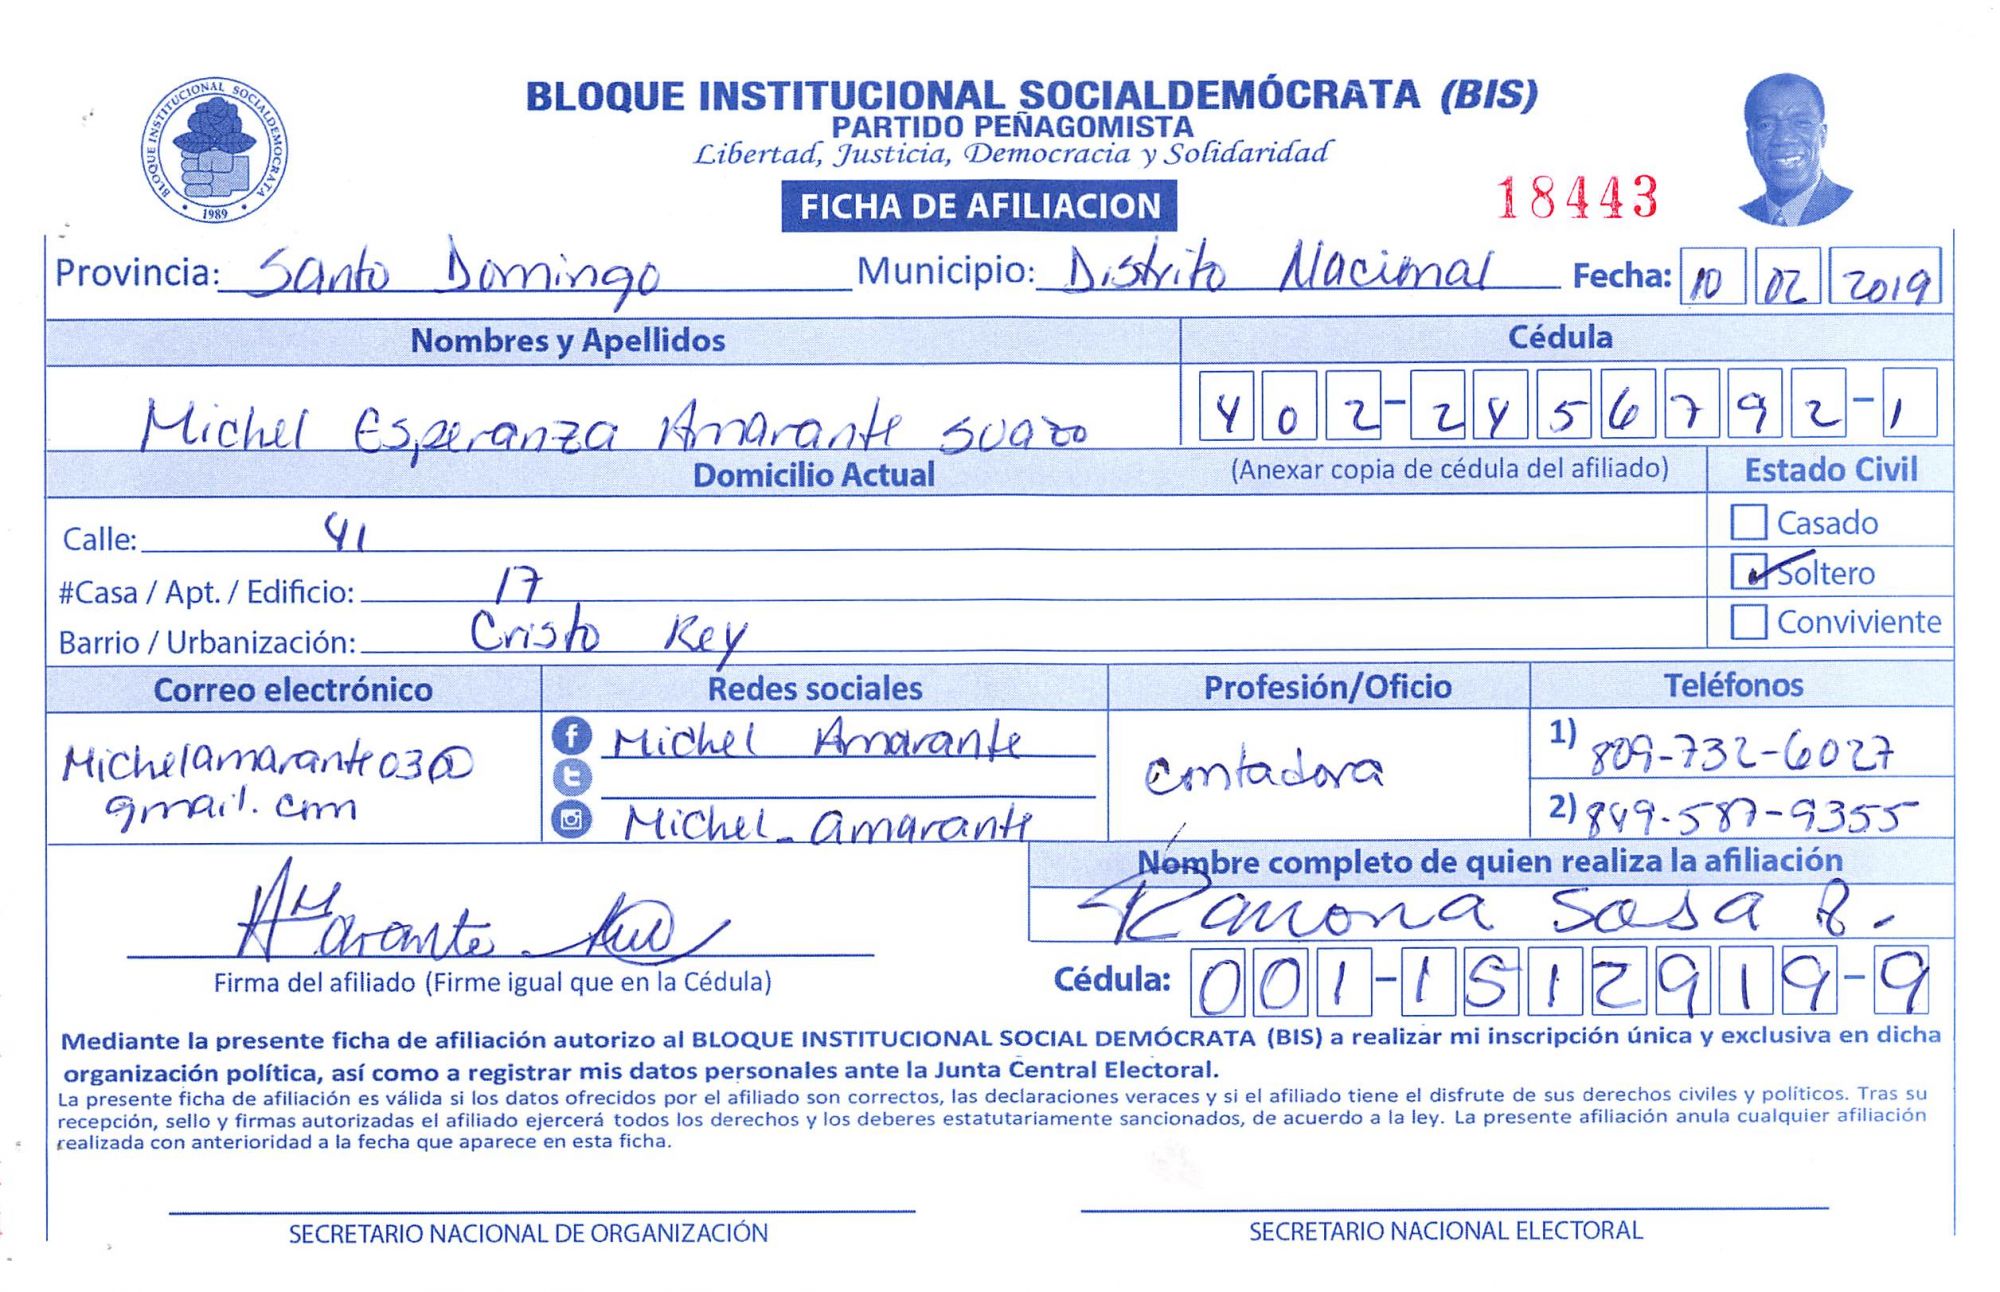 BLOQUE INSTITUCIONAL SOCIALDEMOCRATA
1989
BLOQUE INSTITUCIONAL SOCIALDEMÓCRATA (BIS)
PARTIDO PEÑAGOMISTA
Libertad, Justicia, Democracia y Solidaridad
FICHA DE AFILIACION
18443
Provincia: Santo Domingo Municipio: Distrito Nacional Fecha: 10 02 2019
Nombres y Apellidos Cédula
Michel Esperanza Amarante Suazo 402-2456792-1
Domicilio Actual (Anexar copia de cédula del afiliado) Estado Civil
Calle: 41 Casado
#Casa / Apt. / Edificio: 17 Soltero
Barrio / Urbanización: Cristo Rey Conviviente
Correo electrónico Redes sociales Profesión/Oficio Teléfonos
Michelamarante03@
gmail.com
Michel Amarante
Michel_amarante
Contadora
1) 809-732-6027
2) 849-587-9355
Nombre completo de quien realiza la afiliación
Ramona Sosa B.
Amarante
Firma del afiliado (Firme igual que en la Cédula) Cédula: 001-1512919-9
Mediante la presente ficha de afiliación autorizo al BLOQUE INSTITUCIONAL SOCIAL DEMÓCRATA (BIS) a realizar mi inscripción única y exclusiva en dicha
organización política, así como a registrar mis datos personales ante la Junta Central Electoral.
La presente ficha de afiliación es válida si los datos ofrecidos por el afiliado son correctos, las declaraciones veraces y si el afiliado tiene el disfrute de sus derechos civiles y políticos. Tras su
recepción, sello y firmas autorizadas el afiliado ejercerá todos los derechos y los deberes estatutariamente sancionados, de acuerdo a la ley. La presente afiliación anula cualquier afiliación
realizada con anterioridad a la fecha que aparece en esta ficha.
SECRETARIO NACIONAL DE ORGANIZACIÓN SECRETARIO NACIONAL ELECTORAL